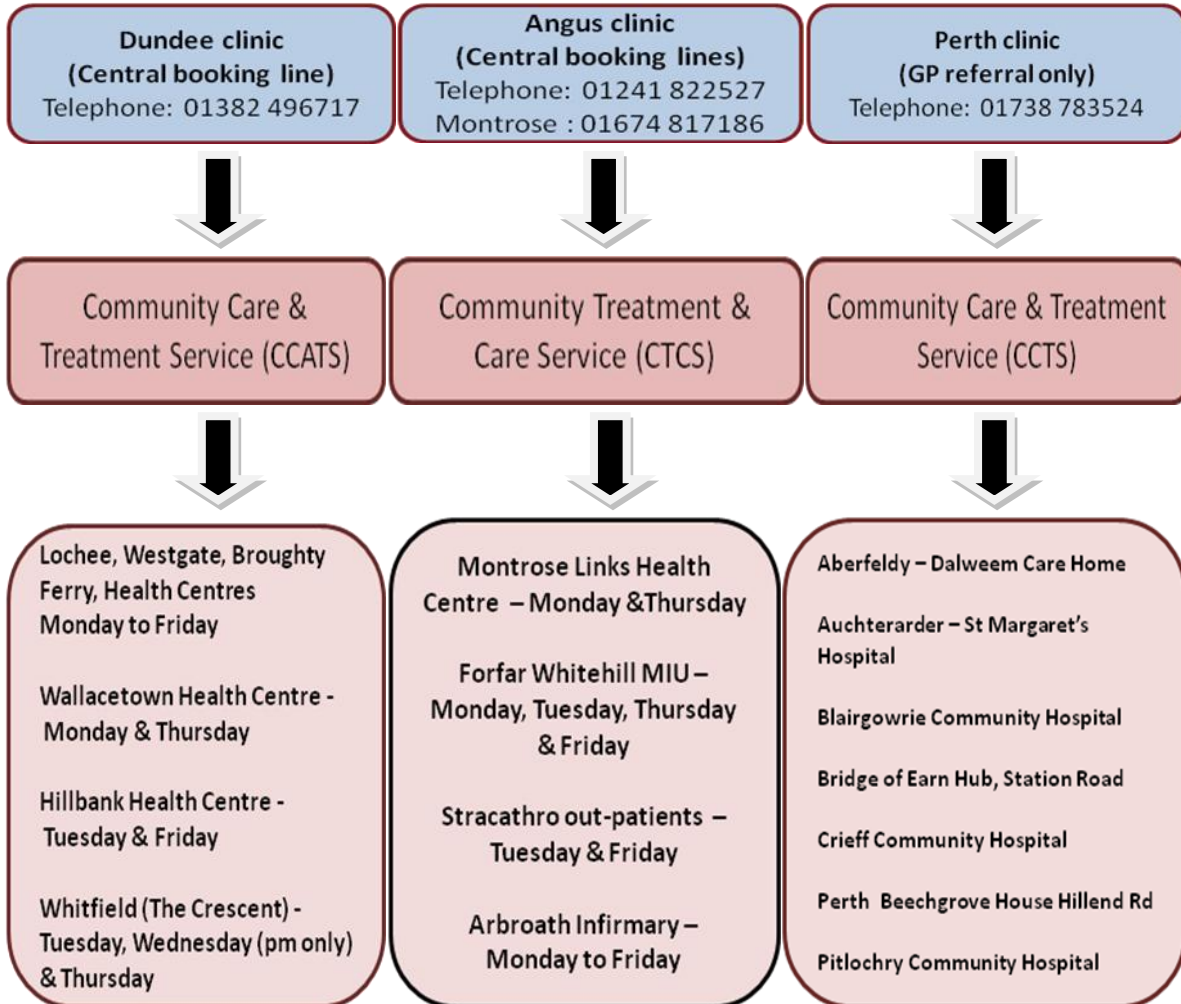 Dundee clinic
(Central booking line)
Telephone: 01382 496717
Angus clinic
(Central booking lines)
Telephone: 01241 822527
Montrose : 01674 817186
Perth clinic
(GP referral only)
Telephone: 01738 783524
Community Care &
Treatment Service (CCATS)
Community Treatment &
Care Service (CTCS)
Community Care & Treatment
Service (CCTS)
Lochee, Westgate, Broughty
Ferry, Health Centres
Monday to Friday
Wallacetown Health Centre -
Monday & Thursday
Hillbank Health Centre -
Tuesday & Friday
Whitfield (The Crescent) -
Tuesday, Wednesday (pm only)
& Thursday
Montrose Links Health
Centre – Monday &Thursday
Forfar Whitehill MIU –
Monday, Tuesday, Thursday
& Friday
Stracathro out-patients –
Tuesday & Friday
Arbroath Infirmary –
Monday to Friday
Aberfeldy – Dalweem Care Home
Auchterarder – St Margaret's
Hospital
Blairgowrie Community Hospital
Bridge of Earn Hub, Station Road
Crieff Community Hospital
Perth Beechgrove House Hillend Rd
Pitlochry Community Hospital